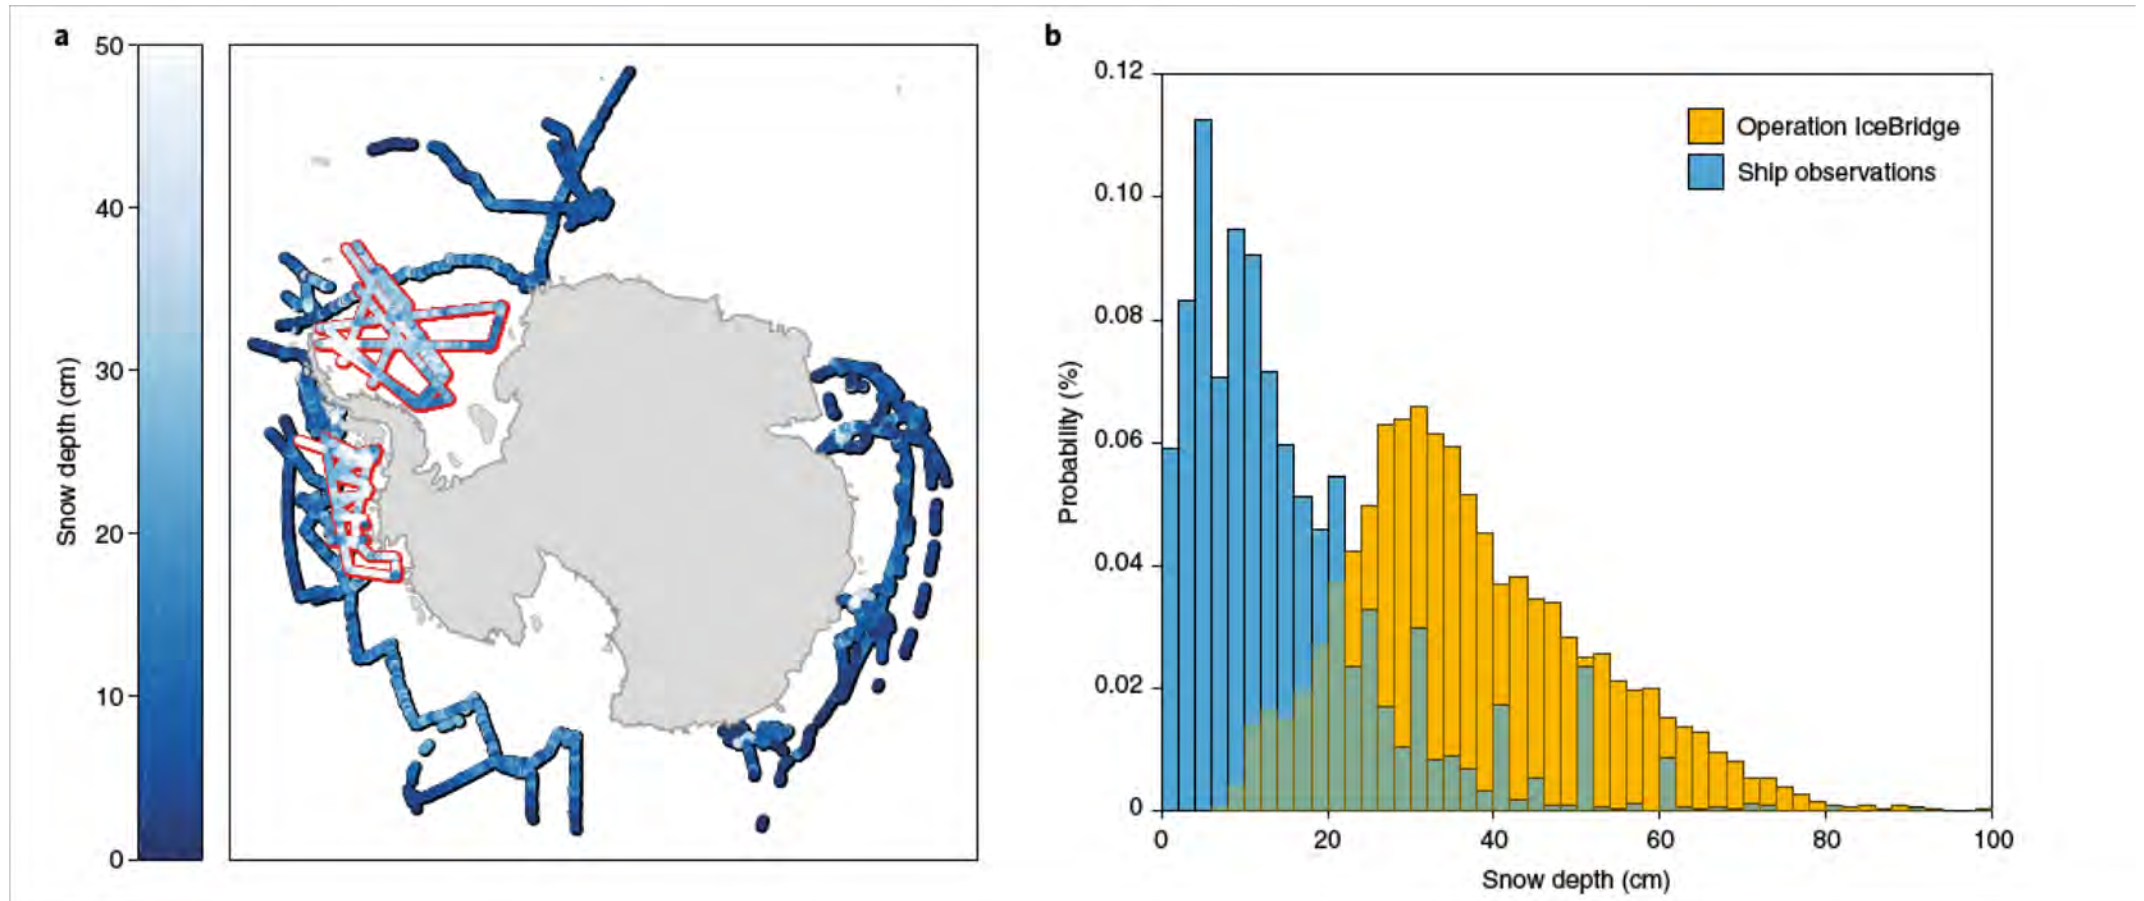 a
50
40
30
20
10
0
Snow depth (cm)
b
0.12
0.10
0.08
0.06
0.04
0.02
0
Probability (%)
Operation IceBridge
Ship observations
0 20 40 60 80 100
Snow depth (cm)